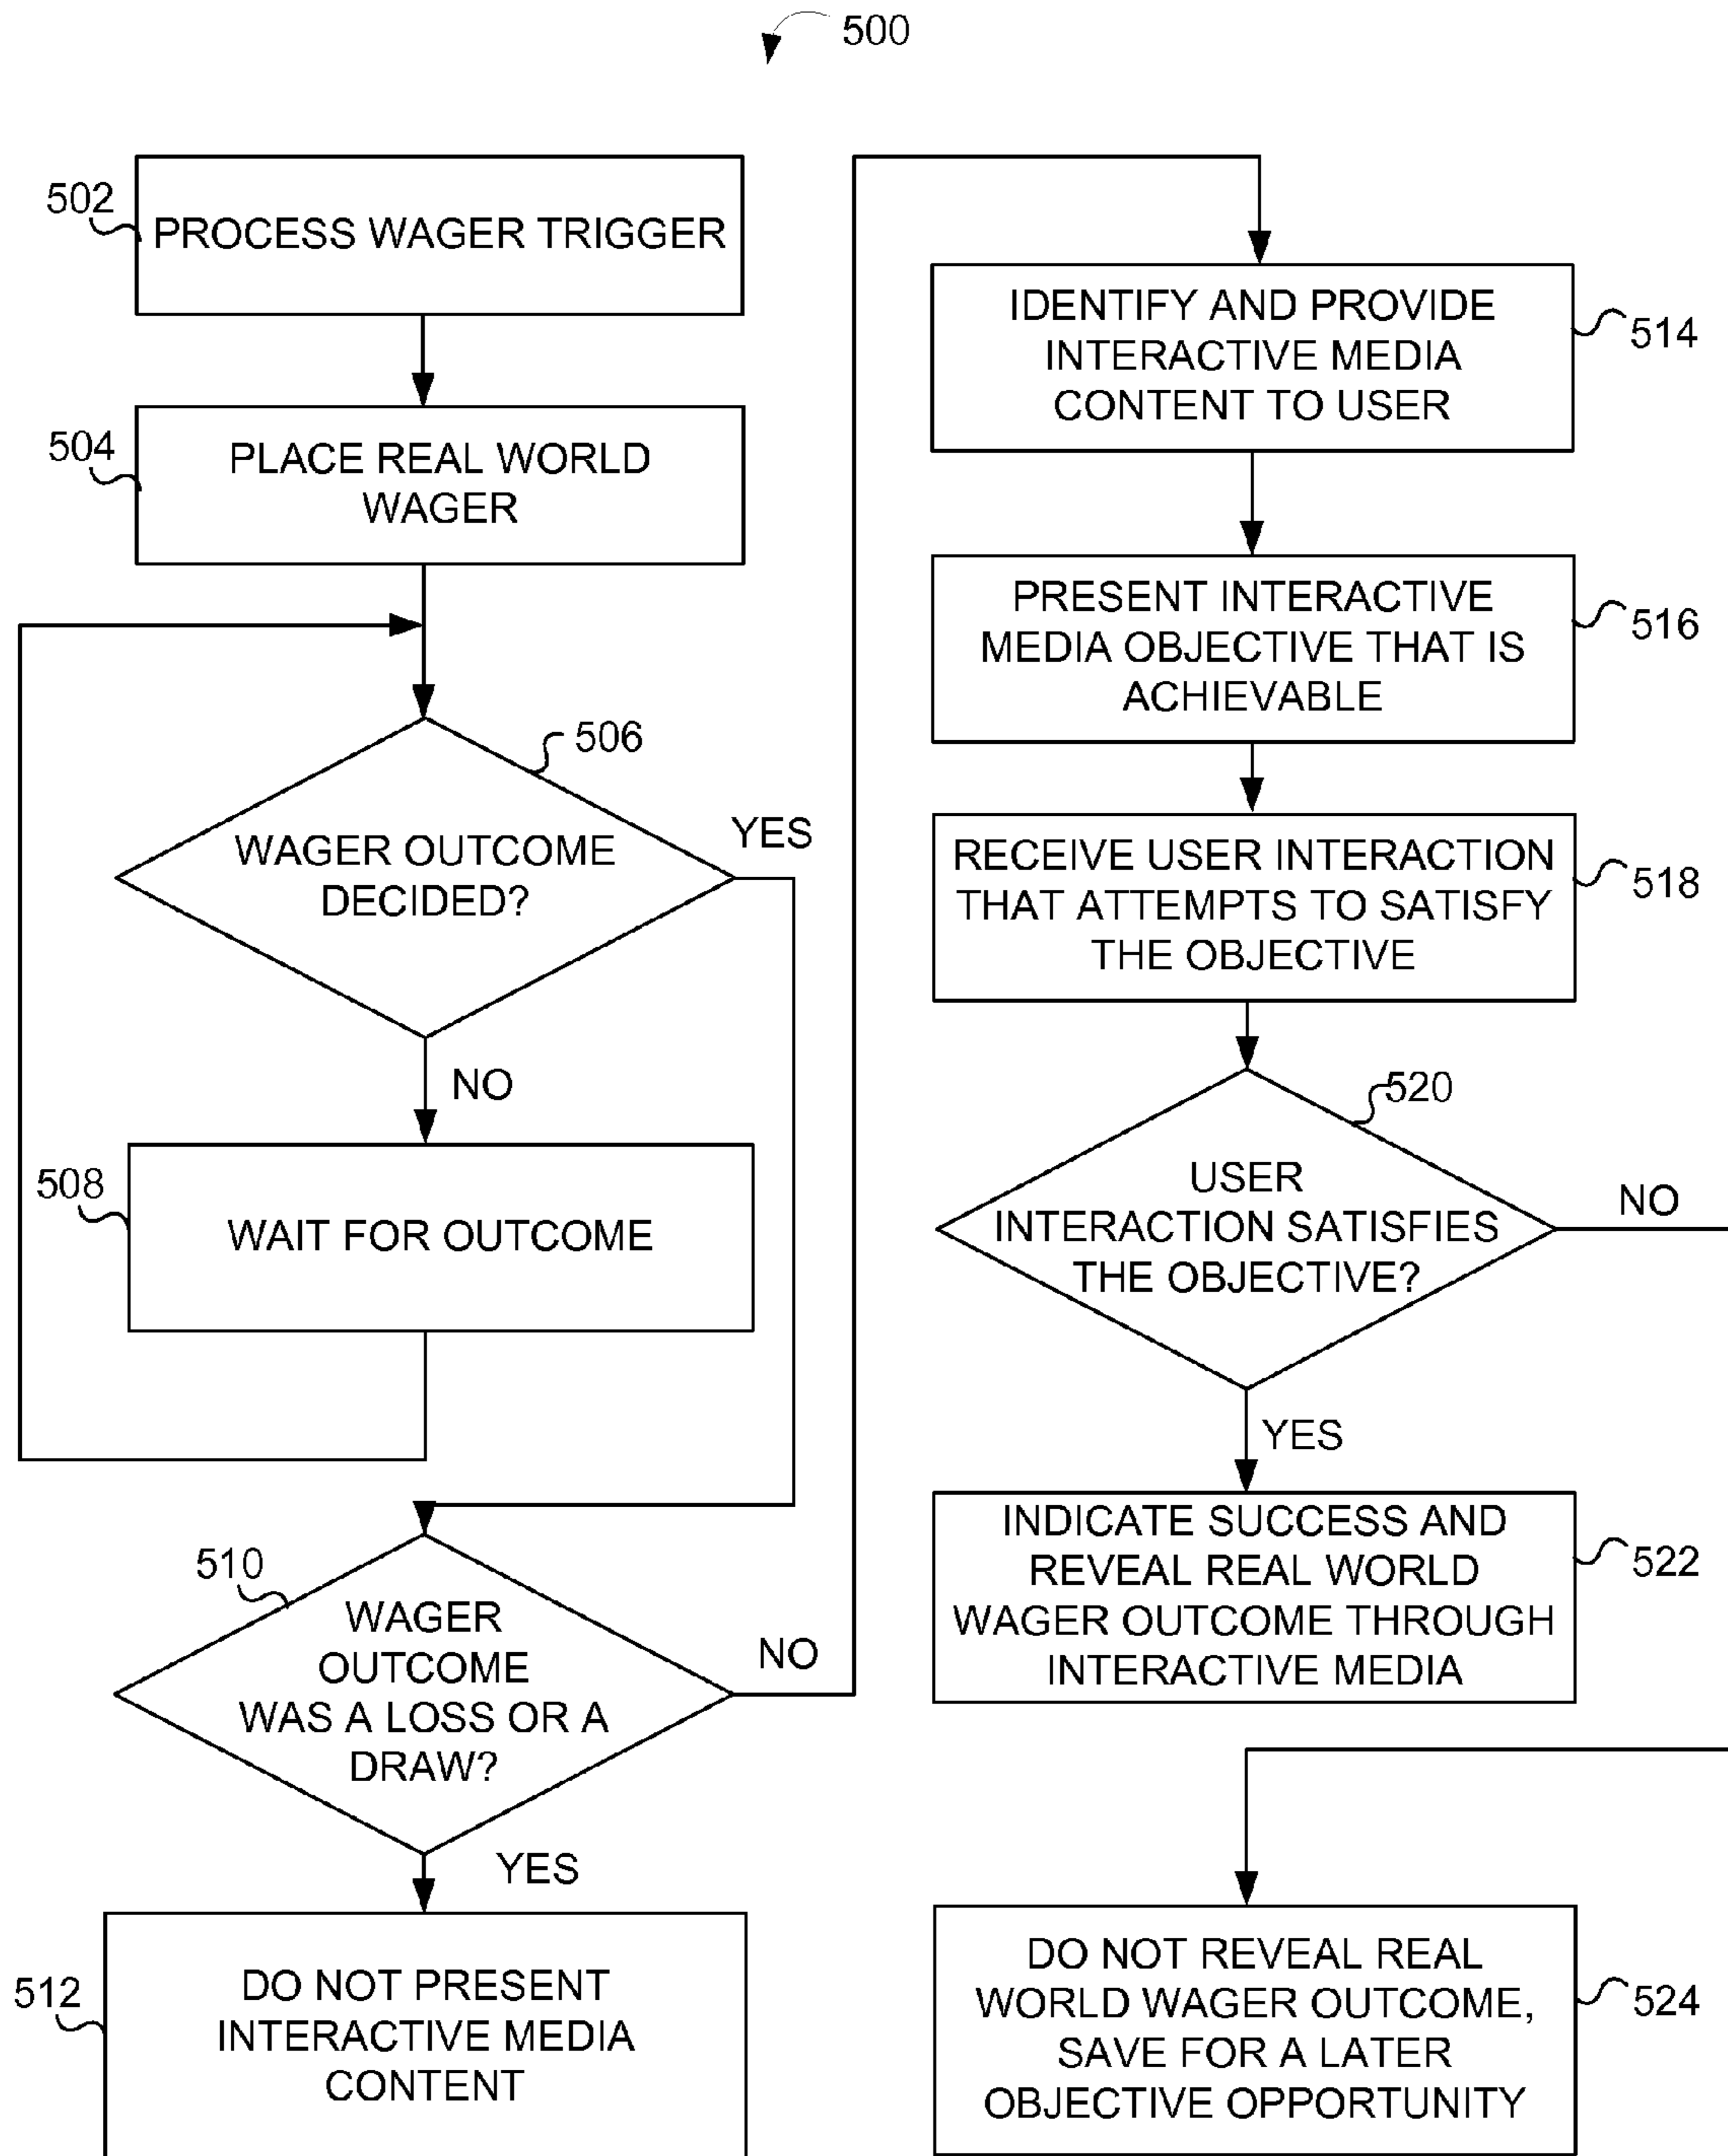 500
502
PROCESS WAGER TRIGGER
504
PLACE REAL WORLD
WAGER
506
WAGER OUTCOME
DECIDED?
YES
NO
508
WAIT FOR OUTCOME
510
WAGER
OUTCOME
WAS A LOSS OR A
DRAW?
NO
YES
512
DO NOT PRESENT
INTERACTIVE MEDIA
CONTENT
IDENTIFY AND PROVIDE
INTERACTIVE MEDIA
CONTENT TO USER
514
PRESENT INTERACTIVE
MEDIA OBJECTIVE THAT IS
ACHIEVABLE
516
RECEIVE USER INTERACTION
THAT ATTEMPTS TO SATISFY
THE OBJECTIVE
518
520
USER
INTERACTION SATISFIES
THE OBJECTIVE?
NO
YES
INDICATE SUCCESS AND
REVEAL REAL WORLD
WAGER OUTCOME THROUGH
INTERACTIVE MEDIA
522
DO NOT REVEAL REAL
WORLD WAGER OUTCOME,
SAVE FOR A LATER
OBJECTIVE OPPORTUNITY
524